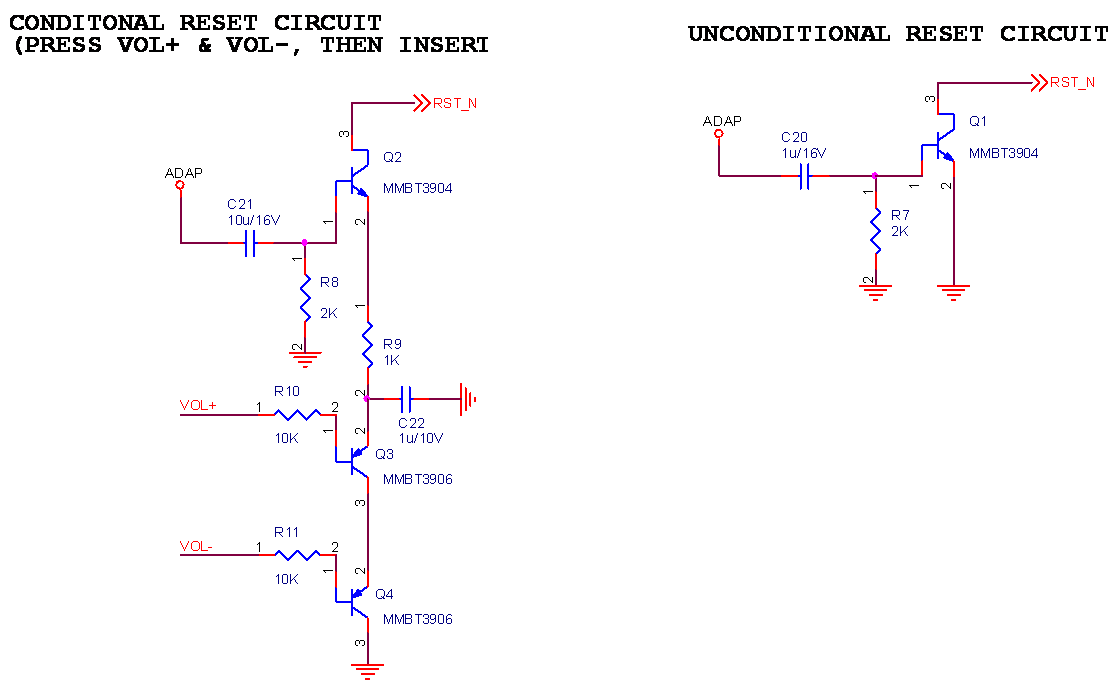 CONDITONAL RESET CIRCUIT
(PRESS VOL+ & VOL-, THEN INSERI
UNCONDITIONAL RESET CIRCUIT
RST_N
3
Q2
MMBT3904
ADAP
C21
10u/16V
1
2
1
R8
2K
2
1
R9
1K
2
VOL+
1
R10
10K
2
1
C22
1u/10V
2
Q3
MMBT3906
3
VOL-
1
R11
10K
2
1
2
Q4
MMBT3906
3
RST_N
3
Q1
MMBT3904
ADAP
C20
1u/16V
1
2
1
R7
2K
2